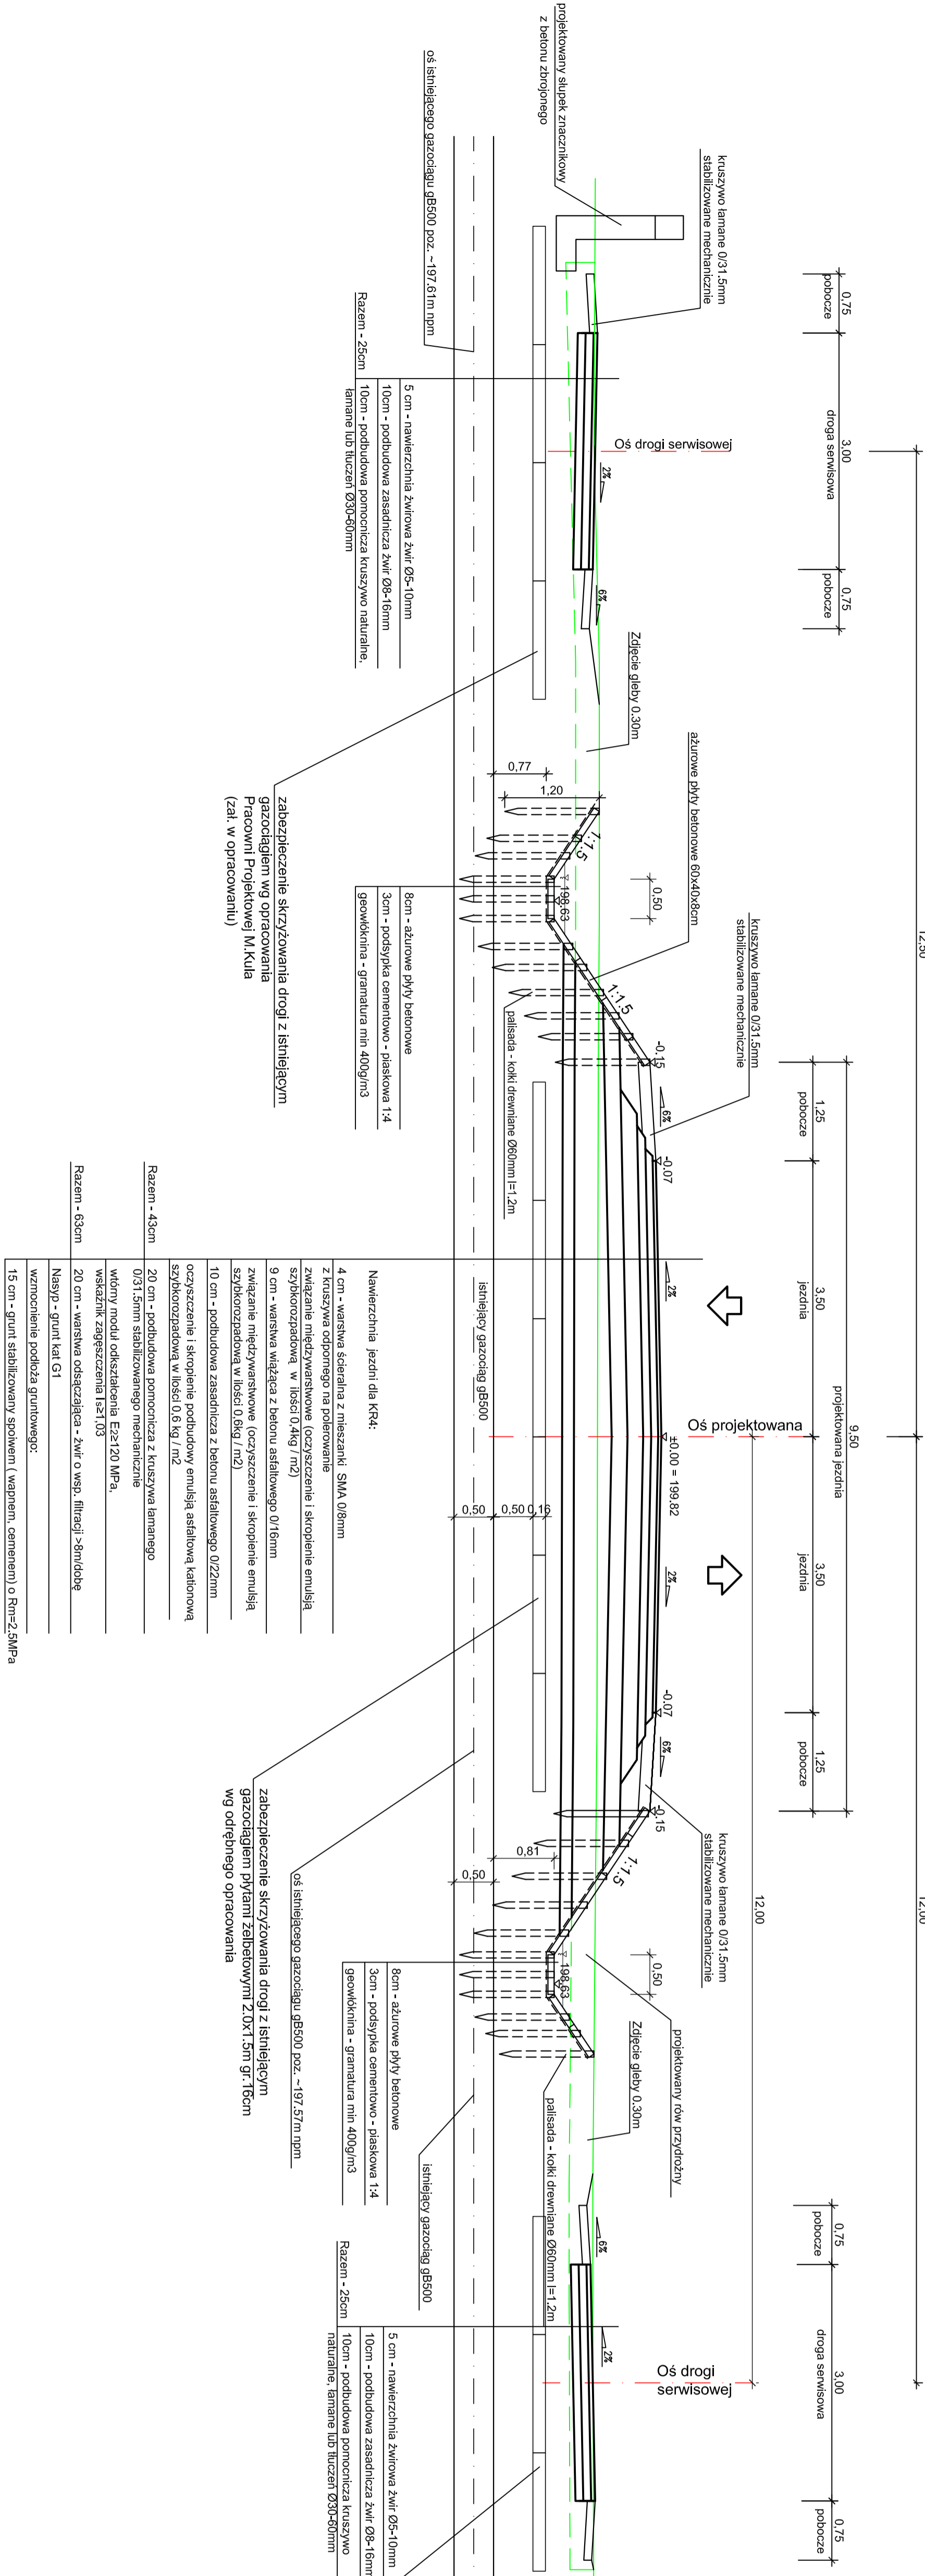 12,50
12,00
9,50
projektowana jezdnia
0,75
pobocze
3,00
droga serwisowa
0,75
pobocze
1,25
pobocze
3,50
jezdnia
3,50
jezdnia
1,25
pobocze
12,00
0,75
pobocze
3,00
droga serwisowa
0,75
pobocze
kruszywo łamane 0/31.5mm
stabilizowane mechanicznie
projektowany słupek znacznikowy
z betonu zbrojonego
Oś drogi serwisowej
2%
6%
Zdjęcie gleby 0.30m
ażurowe płyty betonowe 60x40x8cm
kruszywo łamane 0/31.5mm
stabilizowane mechanicznie
0,77
1,20
1:1.5
198.63
0,50
1:1.5
-0.15
6%
-0.07
2%
Oś projektowana
±0.00 = 199.82
2%
-0.07
6%
-0.15
kruszywo łamane 0/31.5mm
stabilizowane mechanicznie
1:1.5
0,81
0,50
198.63
0,50
projektowany rów przydrożny
Zdjęcie gleby 0.30m
6%
2%
Oś drogi
serwisowej
oś istniejącego gazociągu gB500 poz. ~197.61m npm
5 cm - nawierzchnia żwirowa żwir Ø5-10mm
10cm - podbudowa zasadnicza żwir Ø8-16mm
10cm - podbudowa pomocnicza kruszywo naturalne,
łamane lub tłuczeń Ø30-60mm
Razem - 25cm
zabezpieczenie skrzyżowania drogi z istniejącym
gazociągiem wg opracowania
Pracowni Projektowej M.Kula
(zał. w opracowaniu)
8cm - ażurowe płyty betonowe
3cm - podsypka cementowo - piaskowa 1:4
geowłóknina - gramatura min 400g/m3
palisada - kołki drewniane Ø60mm l=1.2m
istniejący gazociąg gB500
0,50
0,50
0,16
Nawierzchnia jezdni dla KR4:
4 cm - warstwa ścieralna z mieszanki SMA 0/8mm
z kruszywa odpornego na polerowanie
związanie międzywarstwowe (oczyszczenie i skropienie emulsją
szybkorozpadową w ilości 0,4kg / m2)
9 cm - warstwa wiążąca z betonu asfaltowego 0/16mm
związanie międzywarstwowe (oczyszczenie i skropienie emulsją
szybkorozpadową w ilości 0,6kg / m2)
10 cm - podbudowa zasadnicza z betonu asfaltowego 0/22mm
oczyszczenie i skropienie podbudowy emulsją asfaltową kationową
szybkorozpadową w ilości 0,6 kg / m2
20 cm - podbudowa pomocnicza z kruszywa łamanego
0/31.5mm stabilizowanego mechanicznie
Razem - 43cm
wtórny moduł odkształcenia E2≥120 MPa,
wskaźnik zagęszczenia Is≥1,03
20 cm - warstwa odsączająca - żwir o wsp. filtracji >8m/dobę
Razem - 63cm
Nasyp - grunt kat G1
wzmocnienie podłoża gruntowego:
15 cm - grunt stabilizowany spoiwem ( wapnem, cemenem) o Rm=2.5MPa
zabezpieczenie skrzyżowania drogi z istniejącym
gazociągiem płytami żelbetowymi 2.0x1.5m gr.16cm
wg odrębnego opracowania
oś istniejącego gazociągu gB500 poz. ~197.57m npm
8cm - ażurowe płyty betonowe
3cm - podsypka cementowo - piaskowa 1:4
geowłóknina - gramatura min 400g/m3
istniejący gazociąg gB500
palisada - kołki drewniane Ø60mm l=1.2m
5 cm - nawierzchnia żwirowa żwir Ø5-10mm
10cm - podbudowa zasadnicza żwir Ø8-16mm
10cm - podbudowa pomocnicza kruszywo
naturalne, łamane lub tłuczeń Ø30-60mm
Razem - 25cm